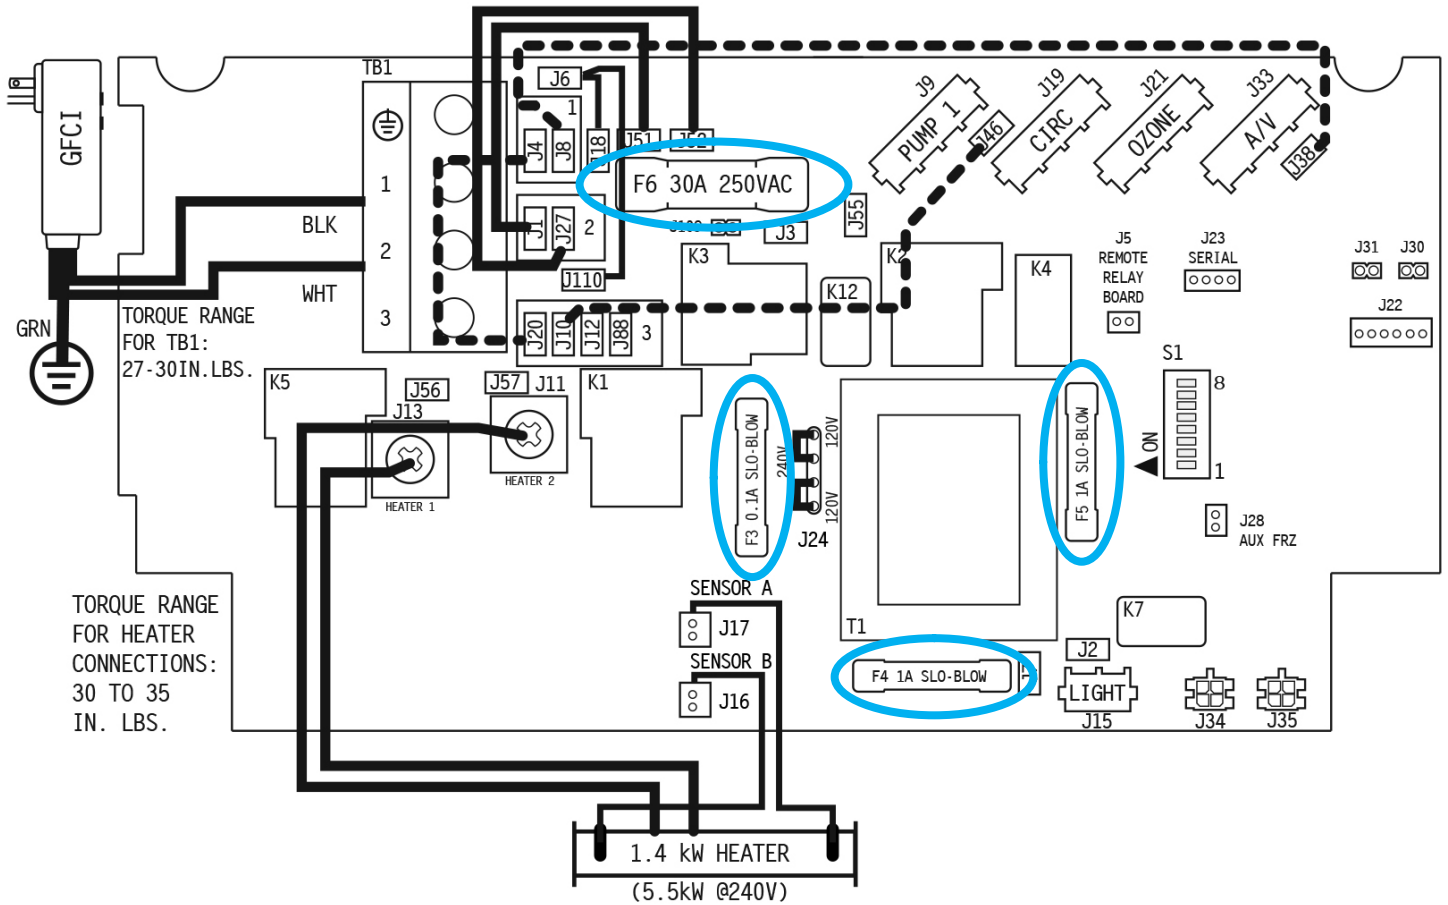 GFCI
BLK
WHT
GRN
TB1
1
2
3
TORQUE RANGE
FOR TB1:
27-30IN.LBS.
J6
1
J4
J8
J18
J51
J52
F6 30A 250VAC
J1
J27
2
J109
J3
J55
J110
J20
J10
J12
J88
3
K3
K12
K2
K4
J9
PUMP 1
J46
J19
CIRC
J21
OZONE
J33
A/V
J38
J5
REMOTE
RELAY
BOARD
J23
SERIAL
J31
J30
J22
S1
8
ON
1
J28
AUX FRZ
K5
J56
J13
HEATER 1
J57
J11
HEATER 2
K1
F3 0.1A SLO-BLOW
240V
120V
120V
J24
F5 1A SLO-BLOW
T1
F4 1A SLO-BLOW
K7
J2
LIGHT
J15
J34
J35
TORQUE RANGE
FOR HEATER
CONNECTIONS:
30 TO 35
IN. LBS.
SENSOR A
J17
SENSOR B
J16
1.4 kW HEATER
(5.5kW @240V)